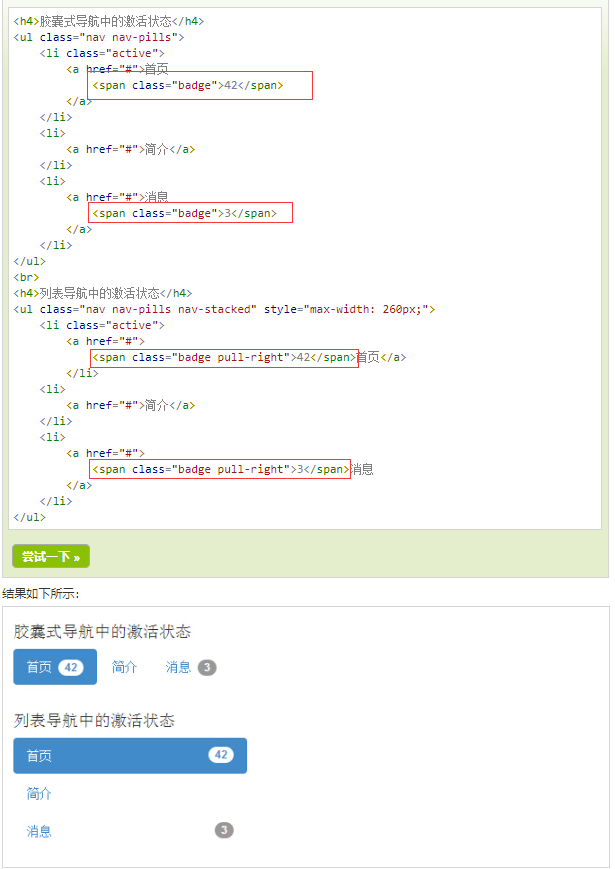 <h4>胶囊式导航中的激活状态</h4>
<ul class="nav nav-pills">
    <li class="active">
        <a href="#">首页
            <span class="badge">42</span>
        </a>
    </li>
    <li>
        <a href="#">简介</a>
    </li>
    <li>
        <a href="#">消息
            <span class="badge">3</span>
        </a>
    </li>
</ul>
<br>
<h4>列表导航中的激活状态</h4>
<ul class="nav nav-pills nav-stacked" style="max-width: 260px;">
    <li class="active">
        <a href="#">
            <span class="badge pull-right">42</span>首页</a>
        </li>
    <li>
        <a href="#">简介</a>
    </li>
    <li>
        <a href="#">
            <span class="badge pull-right">3</span>消息
        </a>
    </li>
</ul>
尝试一下 »
结果如下所示：
胶囊式导航中的激活状态
首页 42 简介 消息 3
列表导航中的激活状态
首页 42
简介
消息 3